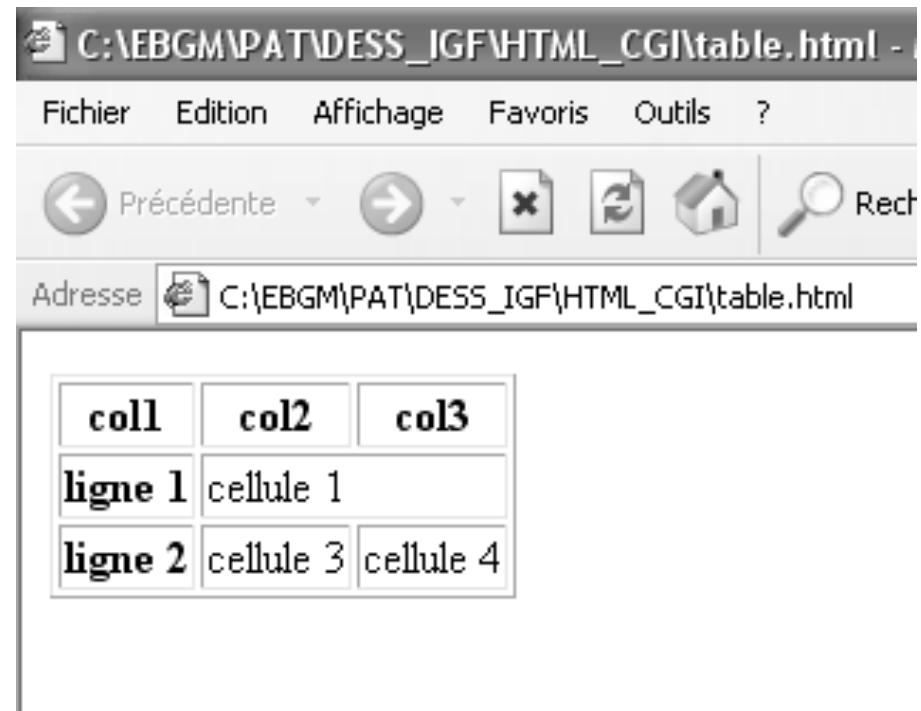 C:\EBGM\PAT\DESS_IGF\HTML_CGI\table.html -
Fichier Edition Affichage Favoris Outils ?
Précédente Rech
Adresse C:\EBGM\PAT\DESS_IGF\HTML_CGI\table.html
col1 col2 col3
ligne 1 cellule 1
ligne 2 cellule 3 cellule 4